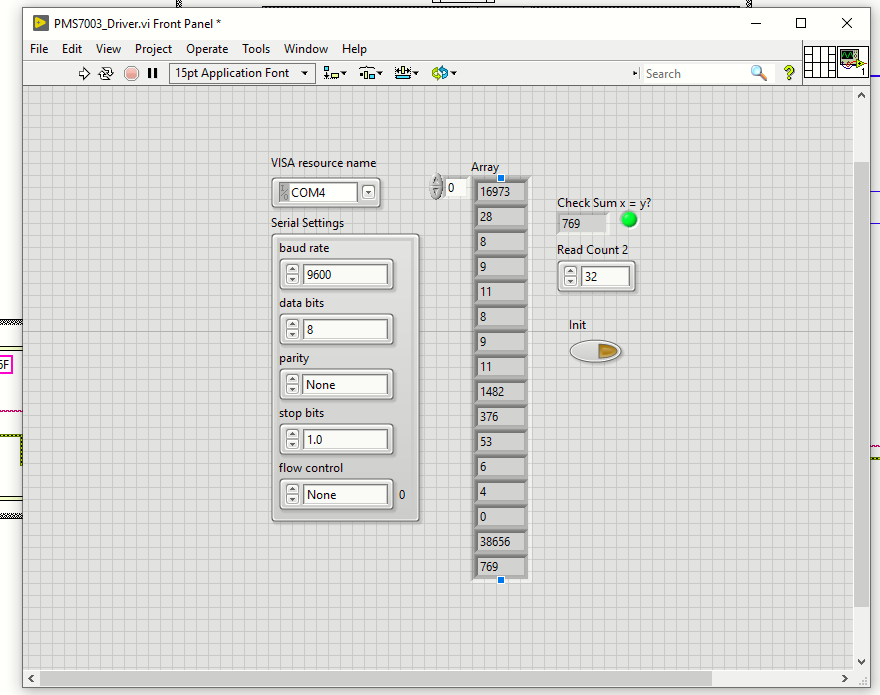 PMS7003_Driver.vi Front Panel *
File Edit View Project Operate Tools Window Help
15pt Application Font
Search
?
1
VISA resource name
I/O
COM4
Serial Settings
baud rate
9600
data bits
8
parity
None
stop bits
1.0
flow control
None
0
Array
0
16973
28
8
9
11
8
9
11
1482
376
53
6
4
0
38656
769
Check Sum x = y?
769
Read Count 2
32
Init